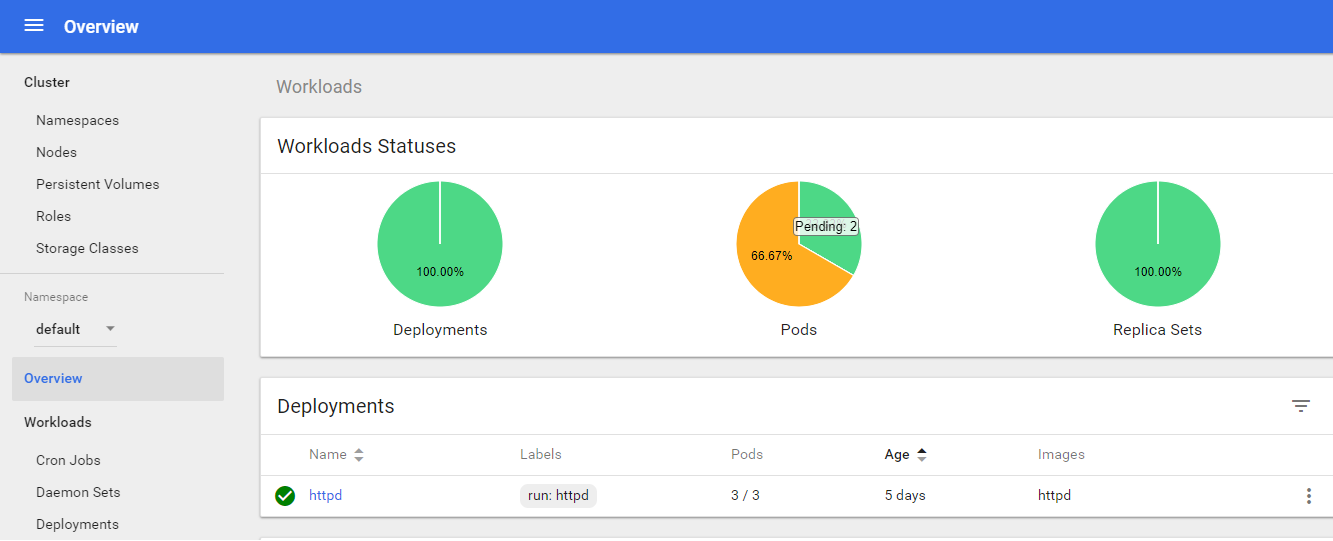 Overview
Cluster
Namespaces
Nodes
Persistent Volumes
Roles
Storage Classes
Namespace
default
Overview
Workloads
Cron Jobs
Daemon Sets
Deployments
Workloads
Workloads Statuses
100.00%
Deployments
Pending: 2
66.67%
Pods
100.00%
Replica Sets
Deployments
Name Labels Pods Age Images
httpd run: httpd 3 / 3 5 days httpd